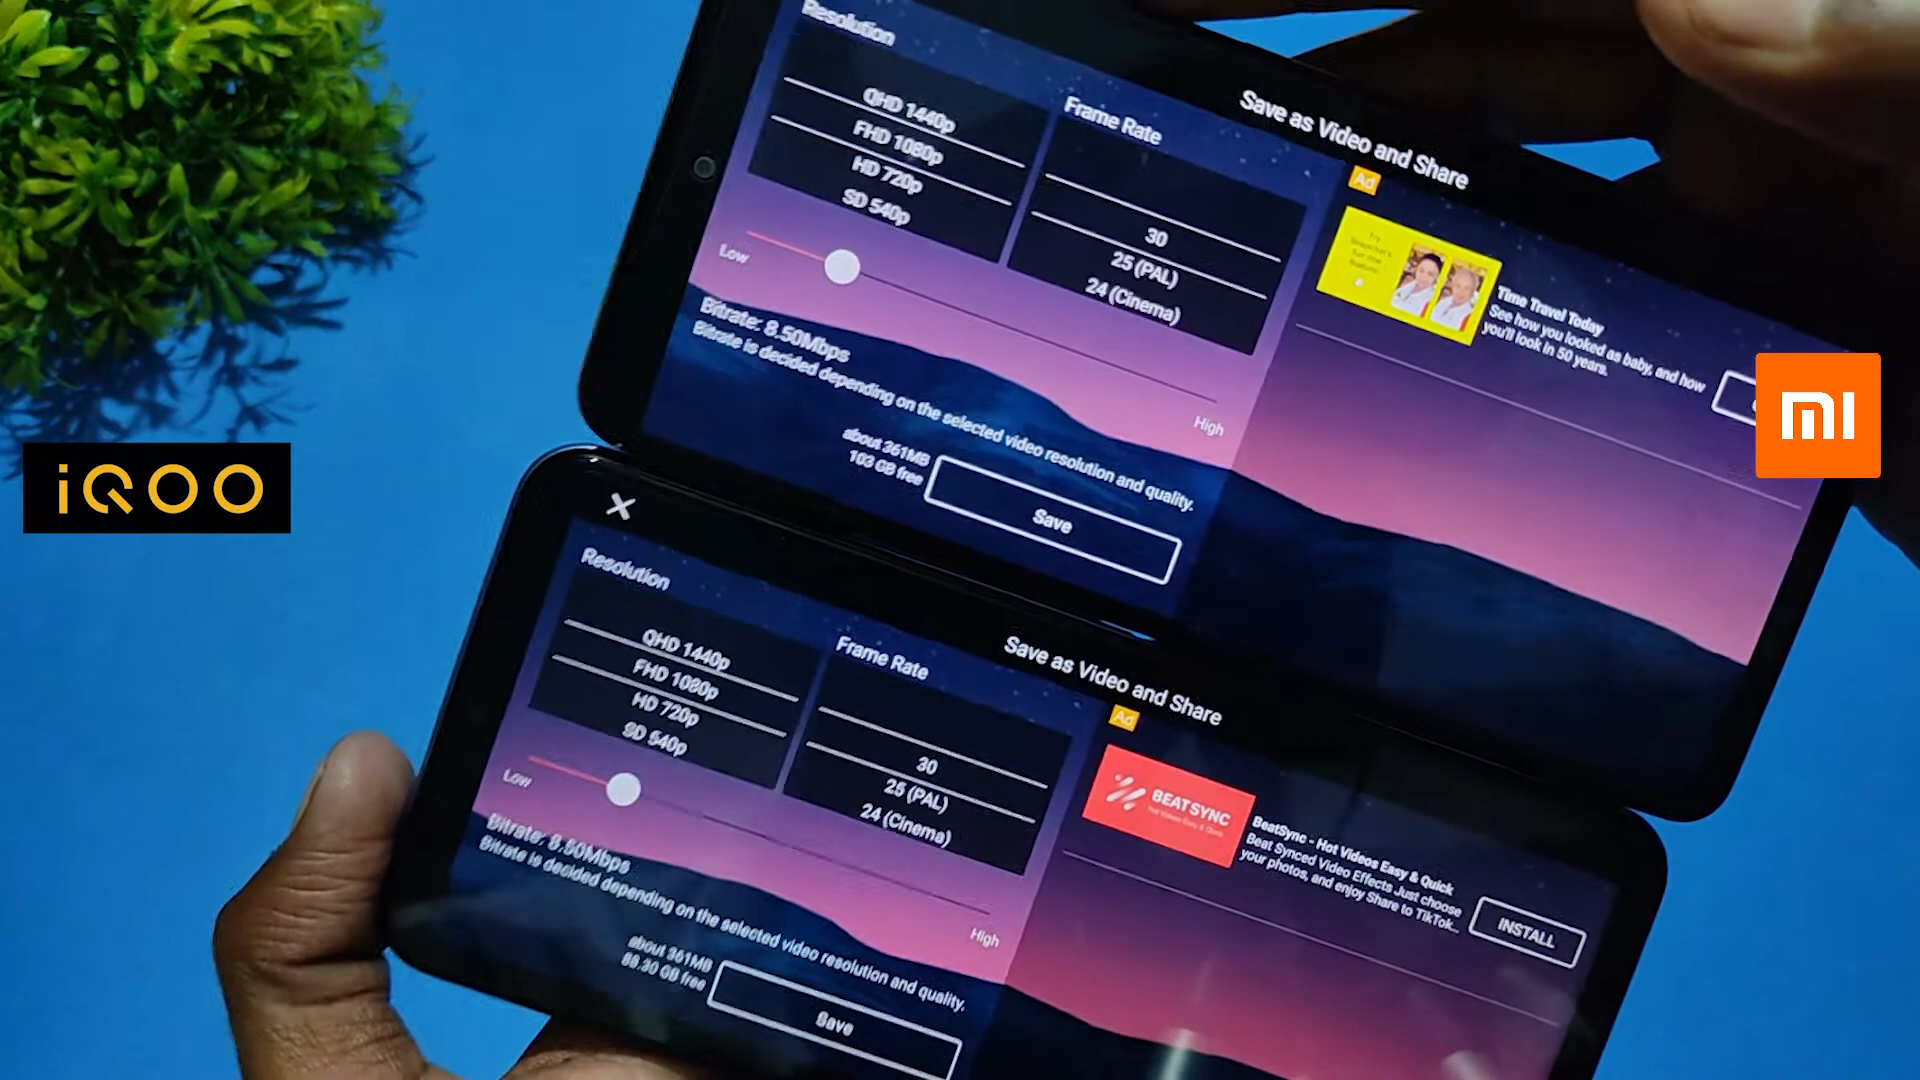 Resolution
QHD 1440p
FHD 1080p
HD 720p
SD 540p
Frame Rate
30
25 (PAL)
24 (Cinema)
Low
High
Bitrate: 8.50Mbps
Bitrate is decided depending on the selected video resolution and quality.
about 361MB
103 GB free
Save
Save as Video and Share
Ad
Time Travel Today
See how you looked as baby, and how
you'll look in 50 years.
mi
iQOO
Resolution
QHD 1440p
FHD 1080p
HD 720p
SD 540p
Frame Rate
30
25 (PAL)
24 (Cinema)
Low
High
Bitrate: 8.50Mbps
Bitrate is decided depending on the selected video resolution and quality.
about 361MB
88.30 GB free
Save
Save as Video and Share
Ad
BEATSYNC
BeatSync - Hot Videos Easy & Quick
Beat Synced Video Effects Just choose
your photos, and enjoy Share to TikTok...
INSTALL